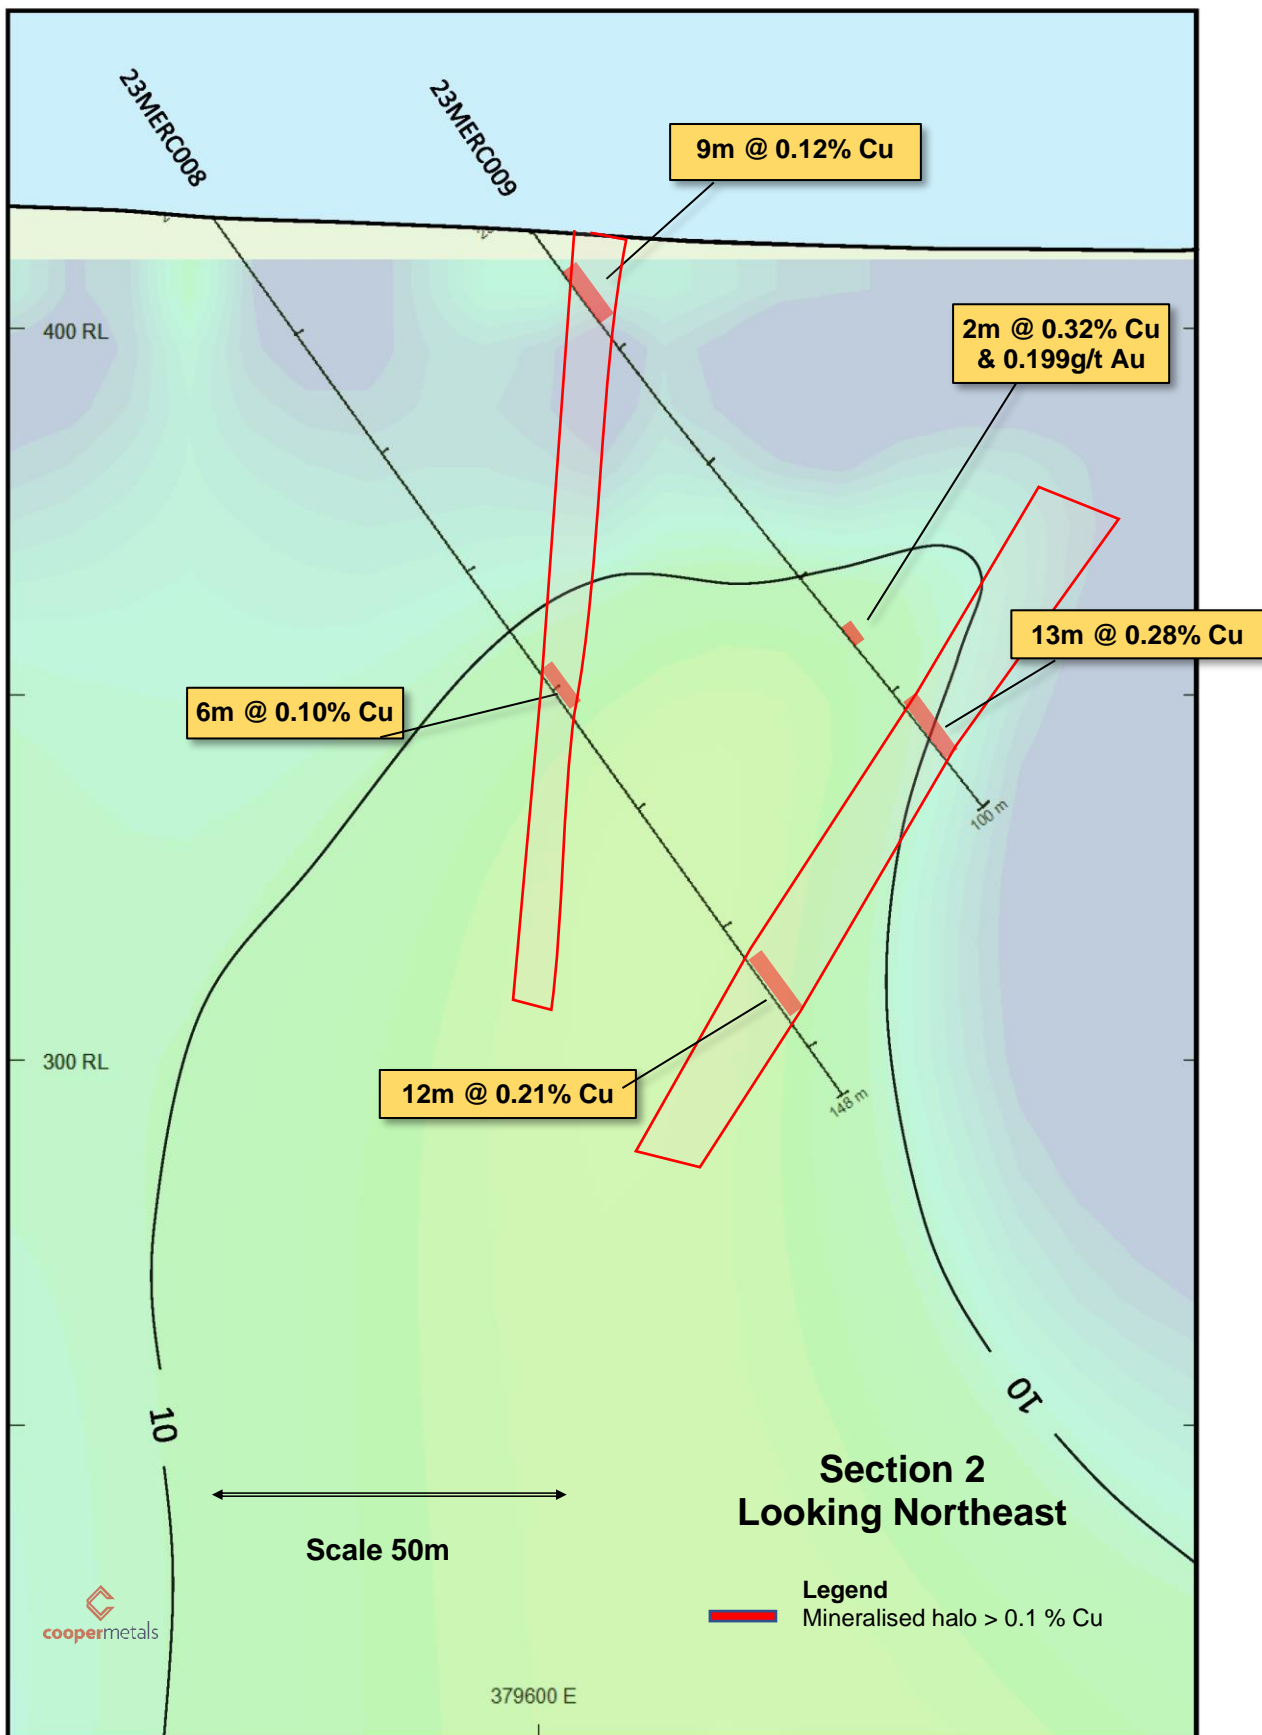 23MERC008
23MERC009
9m @ 0.12% Cu
400 RL
2m @ 0.32% Cu
& 0.199g/t Au
13m @ 0.28% Cu
6m @ 0.10% Cu
100 m
300 RL
12m @ 0.21% Cu
148 m
10
10
Section 2
Looking Northeast
Scale 50m
Legend
Mineralised halo > 0.1 % Cu
coopermetals
379600 E